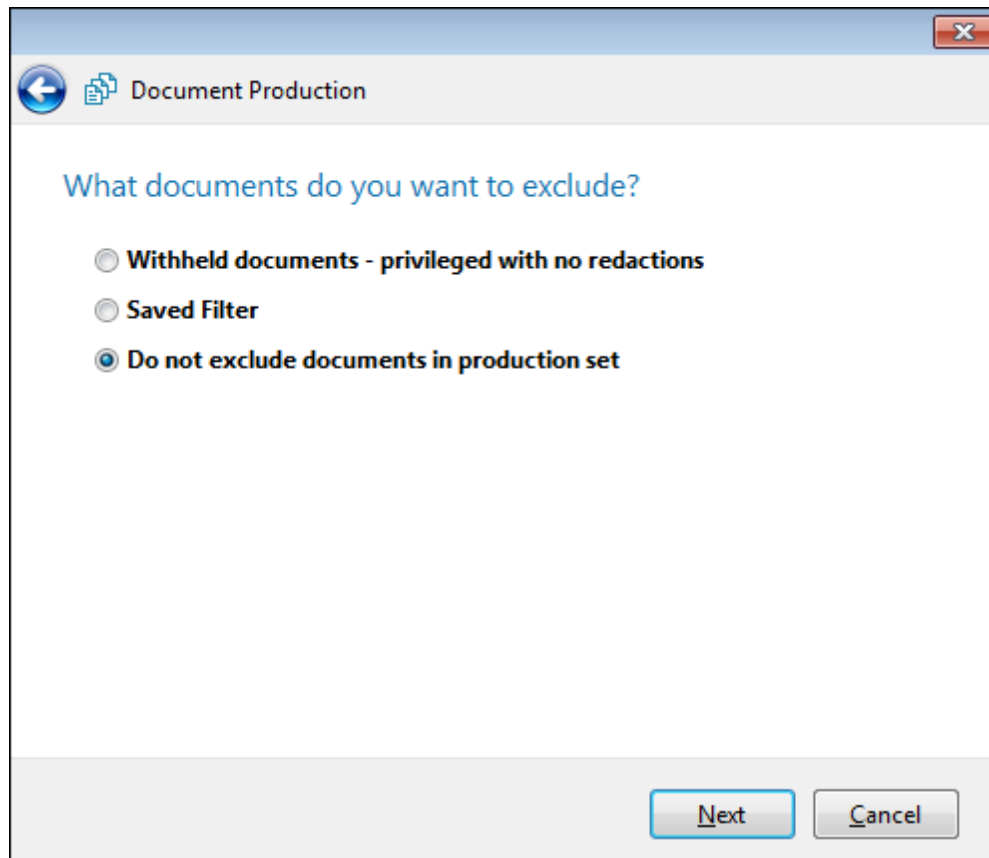 Document Production
What documents do you want to exclude?
Withheld documents - privileged with no redactions
Saved Filter
Do not exclude documents in production set
Next
Cancel